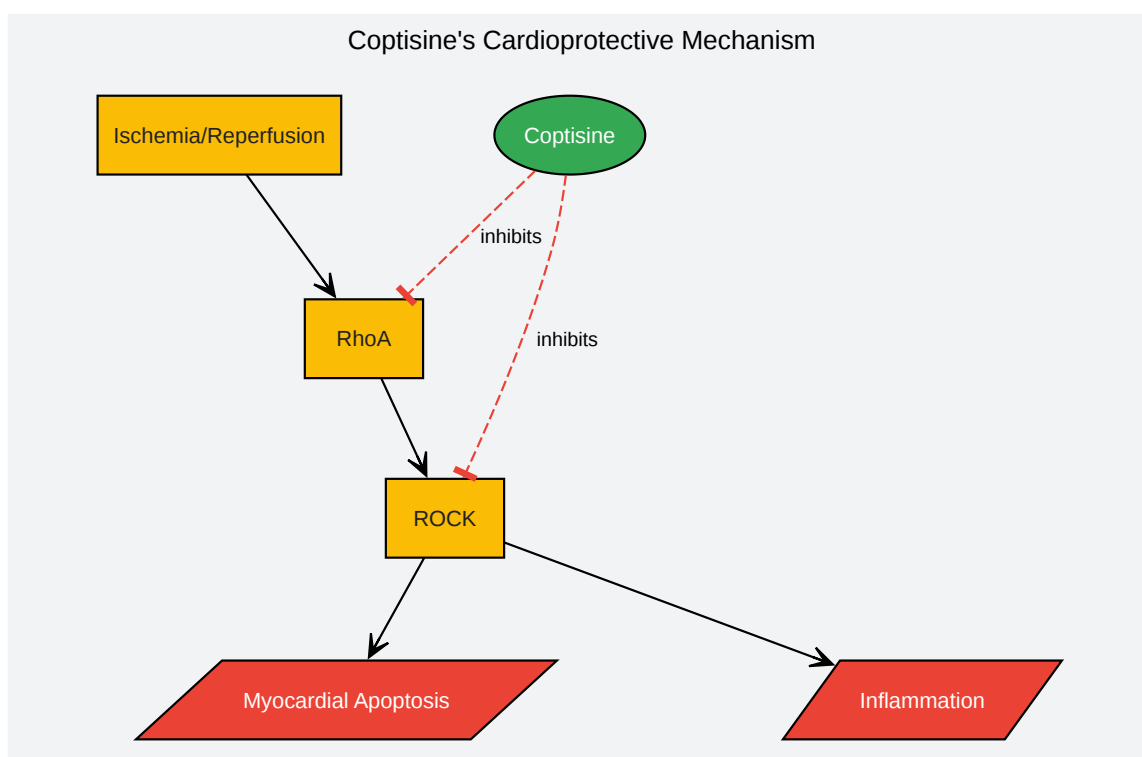 Coptisine's Cardioprotective Mechanism
Ischemia/Reperfusion
Coptisine
inhibits
RhoA
inhibits
ROCK
Myocardial Apoptosis
Inflammation